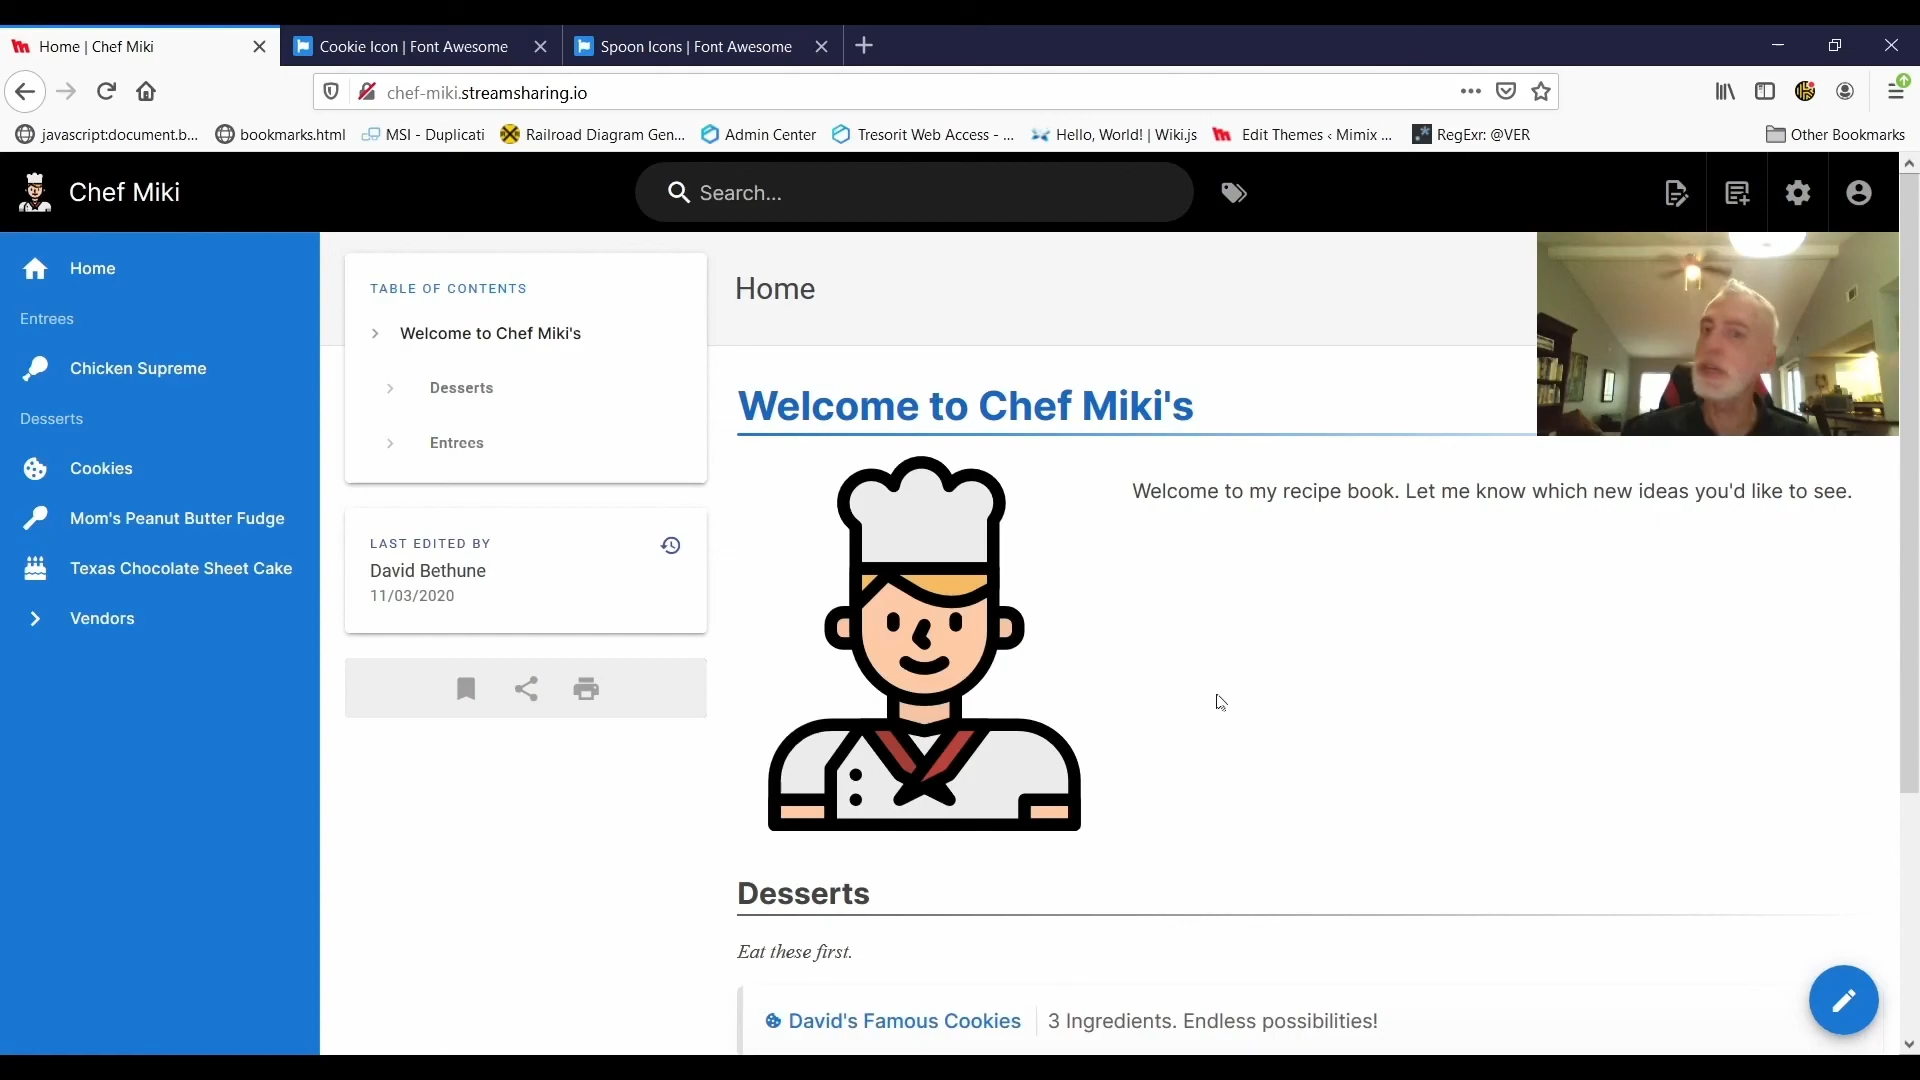 Home | Chef Miki
Cookie Icon | Font Awesome
Spoon Icons | Font Awesome
chef-miki.streamsharing.io
javascript:document.b...
bookmarks.html
MSI - Duplicati
Railroad Diagram Gen...
Admin Center
Tresorit Web Access - ...
Hello, World! | Wiki.js
Edit Themes ‹ Mimix ...
RegExr: @VER
Other Bookmarks
Chef Miki
Search...
Home
Entrees
Chicken Supreme
Desserts
Cookies
Mom's Peanut Butter Fudge
Texas Chocolate Sheet Cake
Vendors
TABLE OF CONTENTS
Welcome to Chef Miki's
Desserts
Entrees
LAST EDITED BY
David Bethune
11/03/2020
Home
Welcome to Chef Miki's
Welcome to my recipe book. Let me know which new ideas you'd like to see.
Desserts
Eat these first.
David's Famous Cookies
3 Ingredients. Endless possibilities!